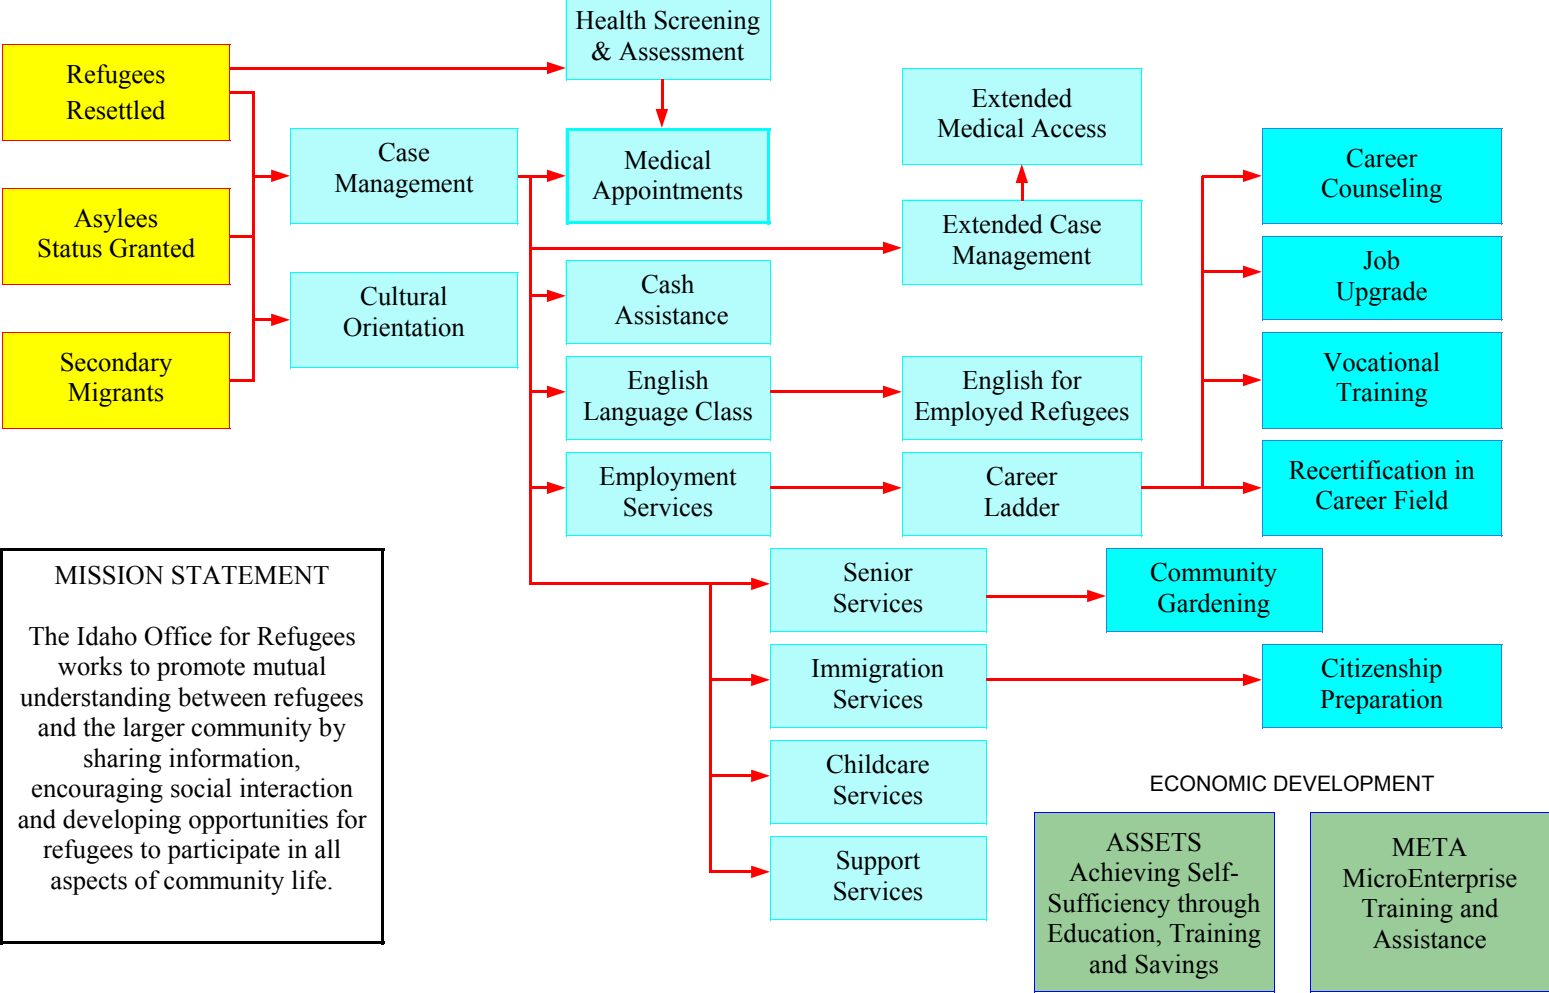 Health Screening
& Assessment
Refugees
Resettled
Extended
Medical Access
Case
Management
Medical
Appointments
Career
Counseling
Asylees
Status Granted
Extended Case
Management
Job
Upgrade
Cultural
Orientation
Cash
Assistance
Secondary
Migrants
English
Language Class
English for
Employed Refugees
Vocational
Training
Employment
Services
Career
Ladder
Recertification in
Career Field
MISSION STATEMENT
The Idaho Office for Refugees
works to promote mutual
understanding between refugees
and the larger community by
sharing information,
encouraging social interaction
and developing opportunities for
refugees to participate in all
aspects of community life.
Senior
Services
Community
Gardening
Immigration
Services
Citizenship
Preparation
Childcare
Services
Support
Services
ECONOMIC DEVELOPMENT
ASSETS
Achieving Self-
Sufficiency through
Education, Training
and Savings
META
MicroEnterprise
Training and
Assistance